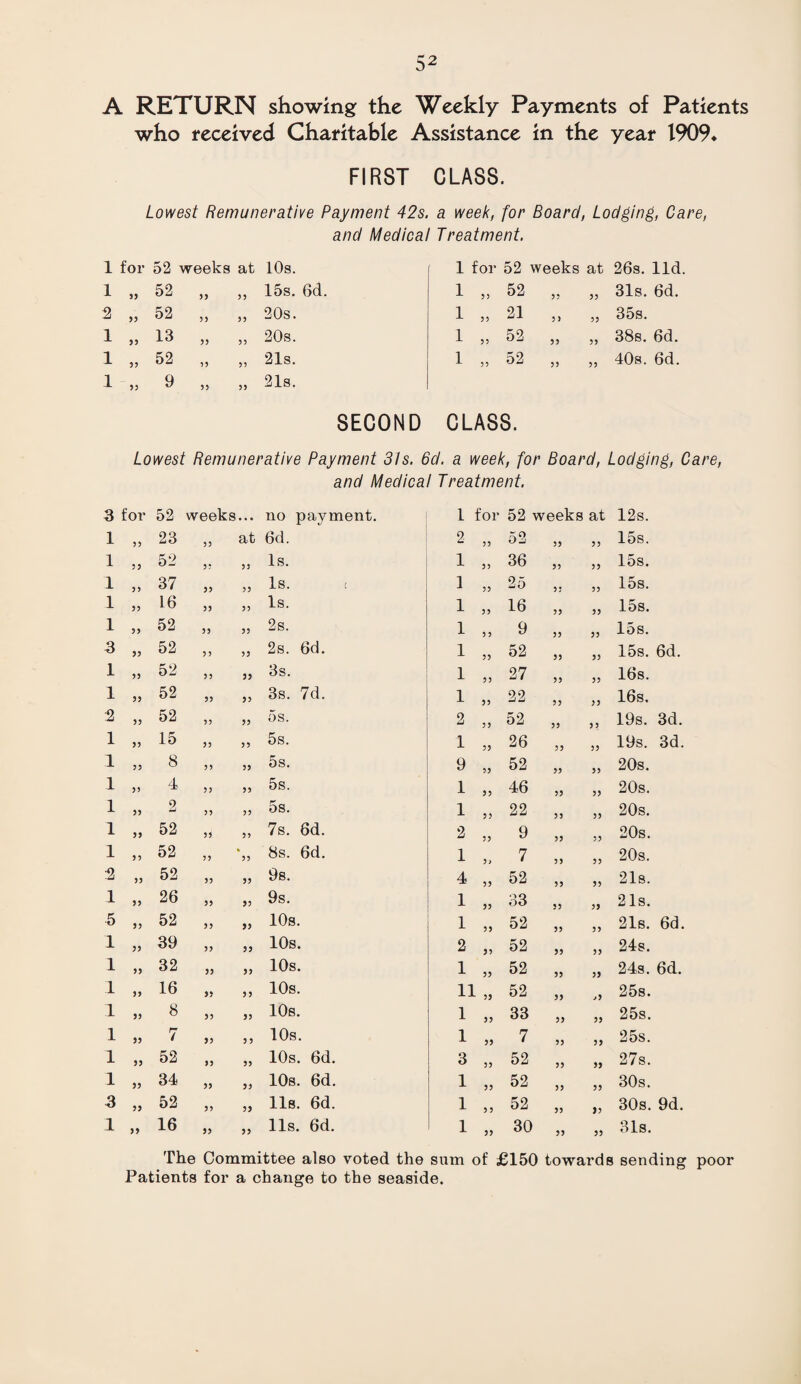 52
A RETURN showing the Weekly Payments of Patients
who received Charitable Assistance in the year 1909.
FIRST CLASS.
Lowest Remunerative Payment 42s. a week, for Board, Lodging, Care,
and Medical Treatment.
1 for 52 weeks at 10s.
1 „ 52 „ „ 15s. 6d.
2 „ 52 „ „ 20s.
1 „ 13 „ „ 20s.
1 „ 52 „ „ 21s.
1 „ 9 „ „ 21s.
1 for 52 weeks at 26s. 11d.
1 „ 52 „ „ 31s. 6d.
1 „ 21 „ „ 35s.
1 „ 52 „ „ 38s. 6d.
1 „ 52 „ „ 40s. 6d.
SECOND CLASS.
Lowest Remunerative Payment 31s. 6d. a week, for Board, Lodging, Care,
and Medical Treatment.
3 for 52 weeks... no payment.
1 „ 23 „ at 6d.
1 „ 52 „ „ 1s.
1 „ 37 „ „ 1s.
1 „ 16 „ „ 1s.
1 „ 52 „ „ 2s.
3 „ 52 „ „ 2s. 6d.
1 „ 52 „ „ 3s.
1 „ 52 „ „ 3s. 7d.
2 „ 52 „ „ 5s.
1 „ 15 „ „ 5s.
1 „ 8 „ „ 5s.
1 „ 4 „ „ 5s.
1 „ 2 „ „ 5s.
1 „ 52 „ „ 7s. 6d.
1 „ 52 „ „ 8s. 6d.
2 „ 52 „ „ 9s.
1 „ 26 „ „ 9s.
5 „ 52 „ „ 10s.
1 „ 39 „ „ 10s.
1 „ 32 „ „ 10s.
1 „ 16 „ „ 10s.
1 „ 8 „ „ 10s.
1 „ 7 „ „ 10s.
1 „ 52 „ „ 10s. 6d.
1 „ 34 „ „ 10s. 6d.
3 „ 52 „ „ 11s. 6d.
1 „ 16 „ „ 11s. 6d.
1 for 52 weeks at 12s.
2 „ 52 „ „ 15s.
1 „ 36 „ „ 15s.
1 „ 25 „ „ 15s.
1 „ 16 „ „ 15s.
1 „ 9 „ „ 15s.
1 „ 52 „ „ 15s. 6d.
1 „ 27 „ „ 16s.
1 „ 22 „ „ 16s.
2 „ 52 „ „ 19s. 3d.
1 „ 26 „ „ 19s. 3d.
9 „ 52 „ „ 20s.
1 „ 46 „ „ 20s.
1 „ 22 „ „ 20s.
2 „ 9 „ „ 20s.
1 „ 7 „ „ 20s.
4 „ 52 „ „ 21s.
1 „ 33 „ „ 21s.
1 „ 52 „ „ 21s. 6d.
2 „ 52 „ „ 24s.
1 „ 52 „ „ 24s. 6d.
11 „ 52 „ „ 25s.
1 „ 33 „ „ 25s.
1 „ 7 „ „ 25s.
3 „ 52 „ „ 27s.
1 „ 52 „ „ 30s.
1 „ 52 „ „ 30s. 9d.
1 „ 30 „ „ 31s.
The Committee also voted the sum of £150 towards sending poor
Patients for a change to the seaside.